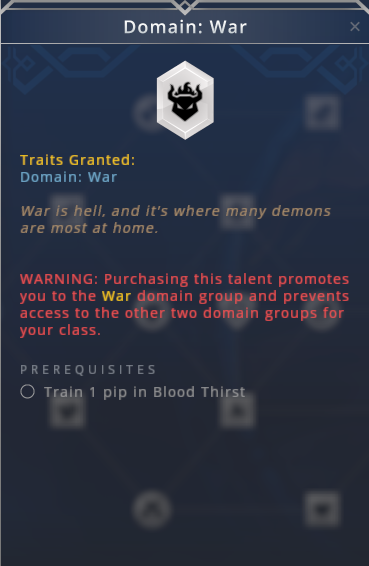 Domain: War
Traits Granted:
Domain: War
War is hell, and it's where many demons
are most at home.
WARNING: Purchasing this talent promotes
you to the War domain group and prevents
access to the other two domain groups for
your class.
PREREQUISITES
Train 1 pip in Blood Thirst